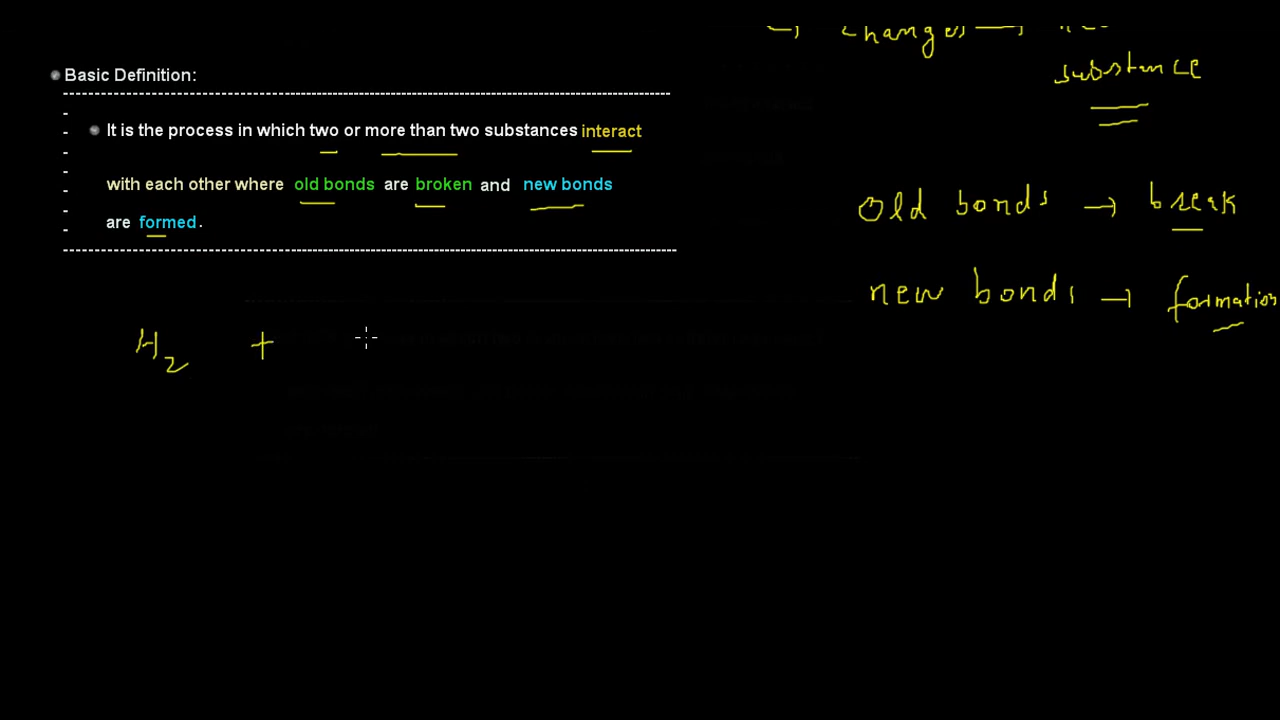 Basic Definition:
It is the process in which two or more than two substances interact
with each other where old bonds are broken and new bonds
are formed.
changes →
substance
Old bonds → break
new bonds → formation
H2 +